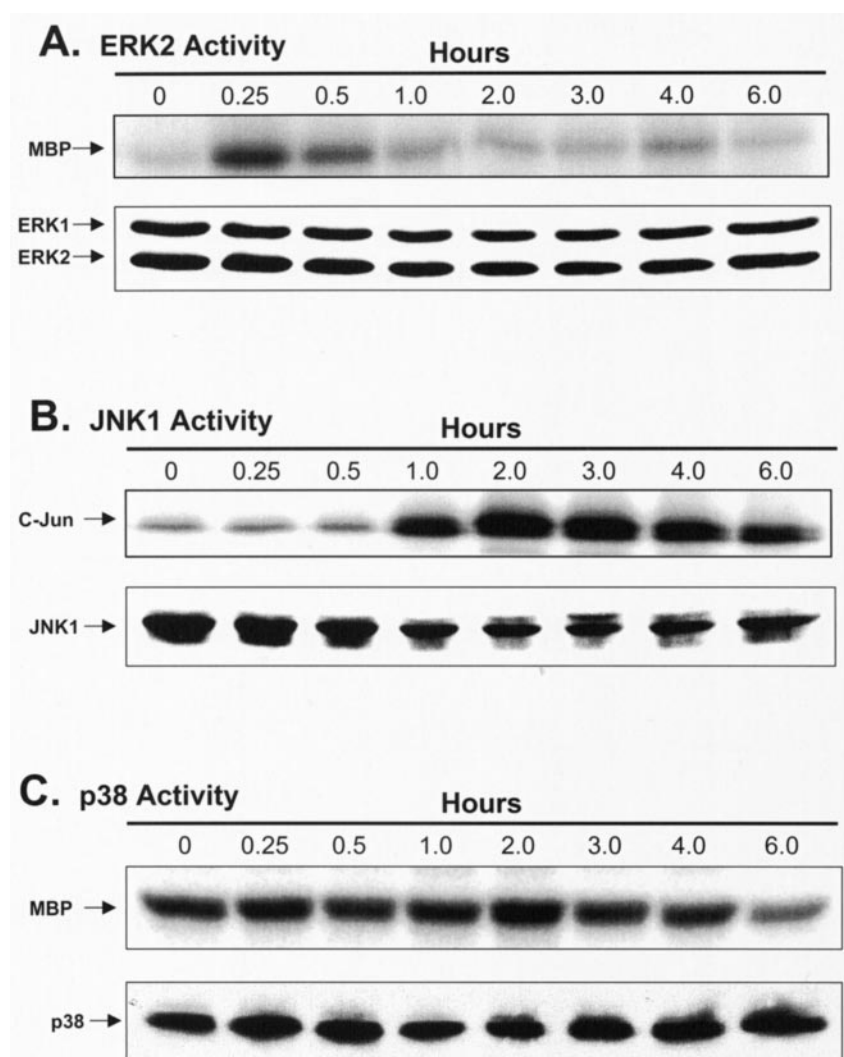 A. ERK2 Activity Hours
0 0.25 0.5 1.0 2.0 3.0 4.0 6.0
MBP
ERK1
ERK2
B. JNK1 Activity Hours
0 0.25 0.5 1.0 2.0 3.0 4.0 6.0
C-Jun
JNK1
C. p38 Activity Hours
0 0.25 0.5 1.0 2.0 3.0 4.0 6.0
MBP
p38